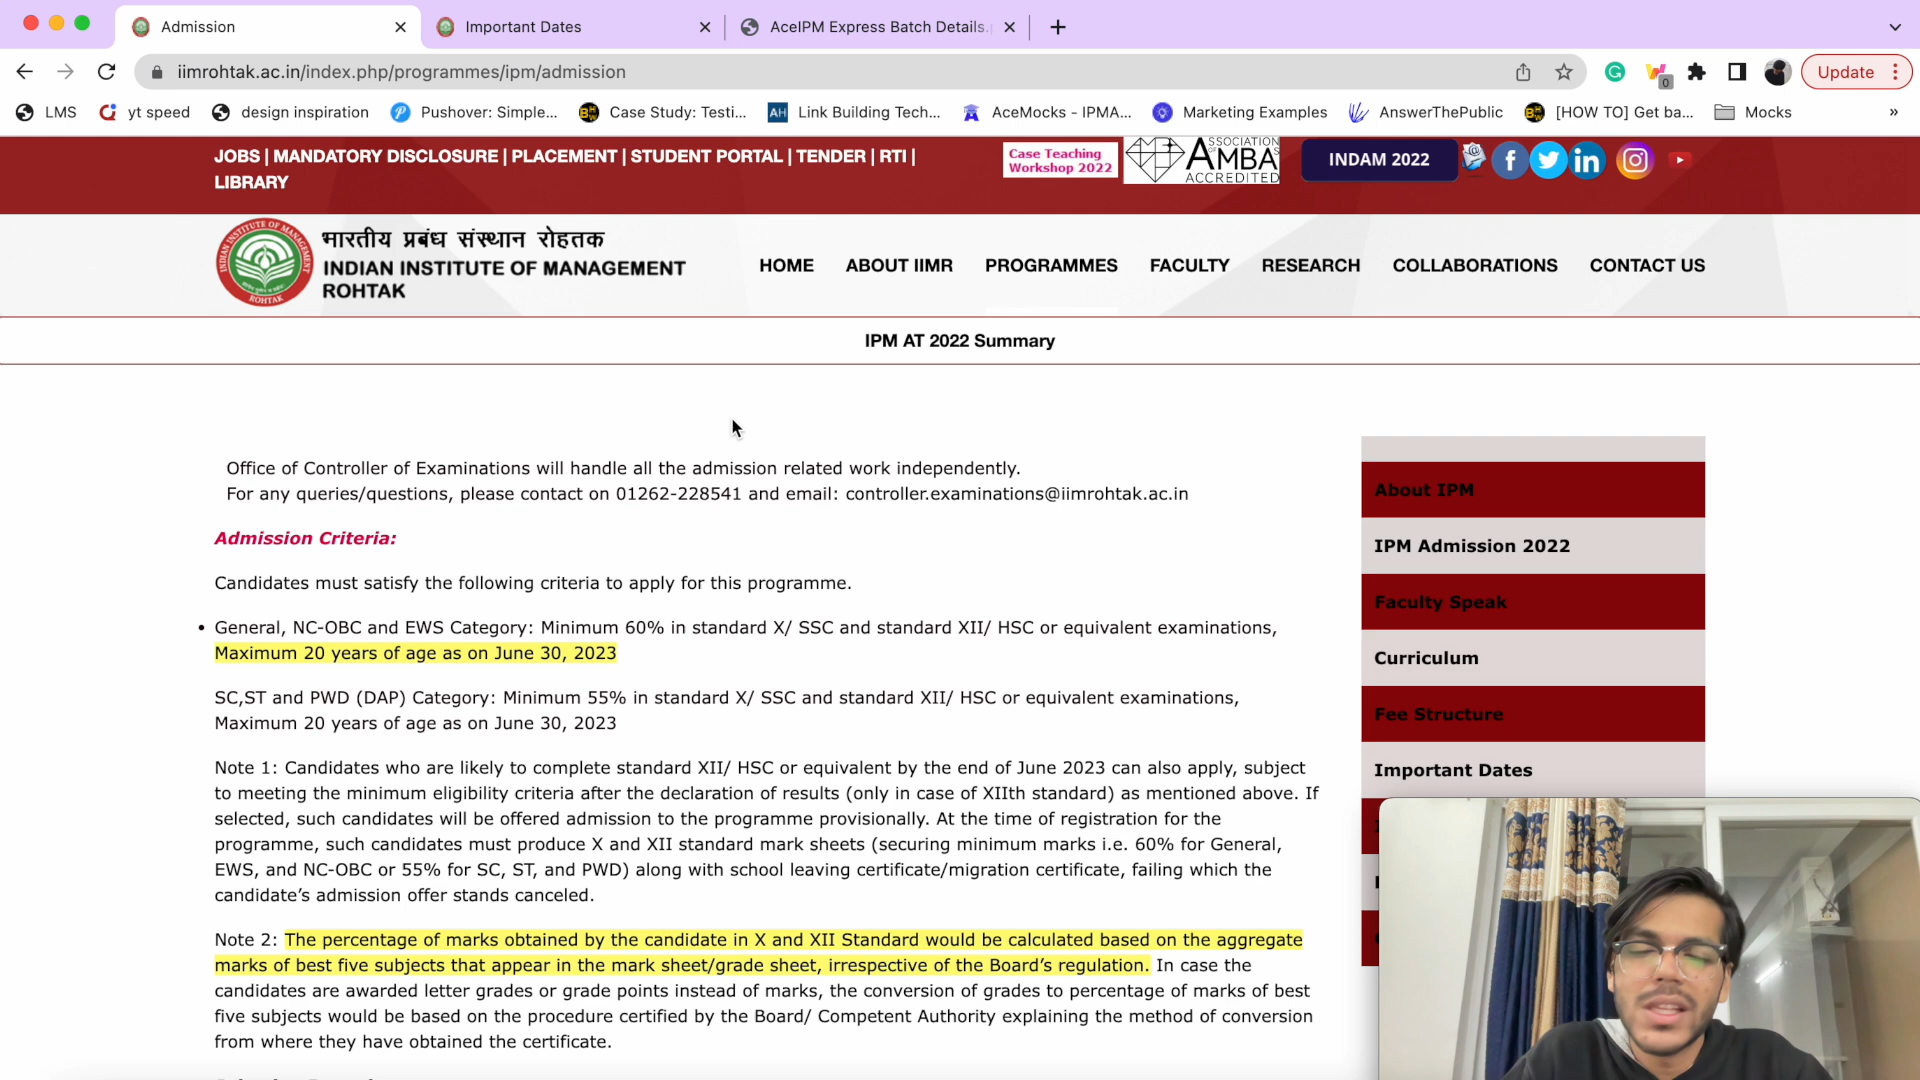 Admission
Important Dates
AceIPM Express Batch Details.
iimrohtak.ac.in/index.php/programmes/ipm/admission
0
Update
LMS
yt speed
design inspiration
Pushover: Simple...
Case Study: Testi...
AH
Link Building Tech...
AceMocks - IPMA...
Marketing Examples
AnswerThePublic
[HOW TO] Get ba...
Mocks
»
JOBS | MANDATORY DISCLOSURE | PLACEMENT | STUDENT PORTAL | TENDER | RTI |
LIBRARY
Case Teaching
Workshop 2022
AMBA
ACCREDITED
INDAM 2022
भारतीय प्रबंध संस्थान रोहतक
INDIAN INSTITUTE OF MANAGEMENT
ROHTAK
HOME
ABOUT IIMR
PROGRAMMES
FACULTY
RESEARCH
COLLABORATIONS
CONTACT US
IPM AT 2022 Summary
Office of Controller of Examinations will handle all the admission related work independently.
For any queries/questions, please contact on 01262-228541 and email: controller.examinations@iimrohtak.ac.in
Admission Criteria:
Candidates must satisfy the following criteria to apply for this programme.
• General, NC-OBC and EWS Category: Minimum 60% in standard X/ SSC and standard XII/ HSC or equivalent examinations,
Maximum 20 years of age as on June 30, 2023
SC,ST and PWD (DAP) Category: Minimum 55% in standard X/ SSC and standard XII/ HSC or equivalent examinations,
Maximum 20 years of age as on June 30, 2023
Note 1: Candidates who are likely to complete standard XII/ HSC or equivalent by the end of June 2023 can also apply, subject
to meeting the minimum eligibility criteria after the declaration of results (only in case of XIIth standard) as mentioned above. If
selected, such candidates will be offered admission to the programme provisionally. At the time of registration for the
programme, such candidates must produce X and XII standard mark sheets (securing minimum marks i.e. 60% for General,
EWS, and NC-OBC or 55% for SC, ST, and PWD) along with school leaving certificate/migration certificate, failing which the
candidate's admission offer stands canceled.
Note 2: The percentage of marks obtained by the candidate in X and XII Standard would be calculated based on the aggregate
marks of best five subjects that appear in the mark sheet/grade sheet, irrespective of the Board's regulation. In case the
candidates are awarded letter grades or grade points instead of marks, the conversion of grades to percentage of marks of best
five subjects would be based on the procedure certified by the Board/ Competent Authority explaining the method of conversion
from where they have obtained the certificate.
About IPM
IPM Admission 2022
Faculty Speak
Curriculum
Fee Structure
Important Dates